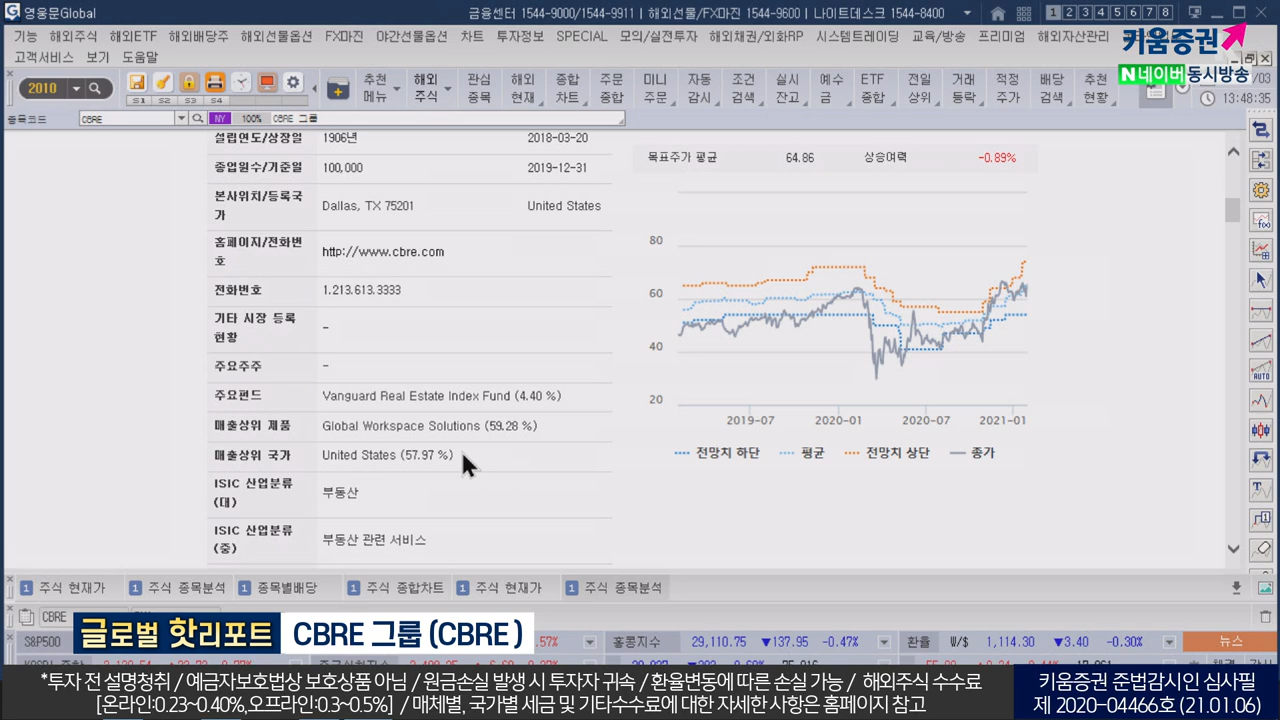 영웅문Global
금융센터 1544-9000/1544-9911 | 해외선물/FX마진 1544-9600 | 나이트데스크 1544-8400
1 2 3 4 5 6 7 8
기능 해외주식 해외ETF 해외배당주 해외선물옵션 FX마진 야간선물옵션 차트 투자정보 SPECIAL 모의/실전투자 해외채권/외화RP 시스템트레이딩 교육/방송 프리미엄 해외자산관리
고객서비스 보기 도움말
키움증권
N 네이버 동시방송
2010
S1 S2 S3 S4
추천 메뉴
해외 주식
관심 종목
해외 현재
종합 차트
주문 종합
미니 주문
자동 감시
조건 검색
실시 잔고
예수 금
ETF 종합
전일 상위
거래 등락
적정 주가
배당 검색
추천 현황
13:48:35
종목코드 CBRE NY 100% CBRE 그룹
설립연도/상장일 1906년 2018-03-20
종업원수/기준일 100,000 2019-12-31
본사위치/등록국가 Dallas, TX 75201 United States
홈페이지/전화번호 http://www.cbre.com
전화번호 1.213.613.3333
기타 시장 등록 현황 -
주요주주 -
주요펀드 Vanguard Real Estate Index Fund (4.40 %)
매출상위 제품 Global Workspace Solutions (59.28 %)
매출상위 국가 United States (57.97 %)
ISIC 산업분류 (대) 부동산
ISIC 산업분류 (중) 부동산 관련 서비스
목표주가 평균 64.86 상승여력 -0.89%
80
60
40
20
2019-07 2020-01 2020-07 2021-01
전망치 하단 평균 전망치 상단 종가
f(x)
AUTO
1 주식 현재가 1 주식 종목분석 1 종목별배당 1 주식 종합차트 1 주식 현재가 1 주식 종목분석
CBRE
글로벌 핫리포트 CBRE 그룹 (CBRE )
S&P500
홍콩지수 29,110.75 ▼137.95 -0.47% 환율 W/$ 1,114.30 ▼3.40 -0.30% 뉴스
*투자 전 설명청취 / 예금자보호법상 보호상품 아님 / 원금손실 발생 시 투자자 귀속 / 환율변동에 따른 손실 가능 / 해외주식 수수료
[온라인:0.23~0.40%,오프라인:0.3~0.5%] / 매체별, 국가별 세금 및 기타수수료에 대한 자세한 사항은 홈페이지 참고
키움증권 준법감시인 심사필
제 2020-04466호 (21.01.06)